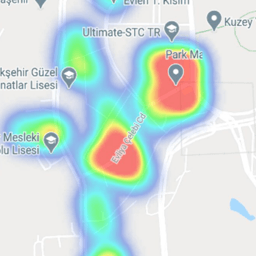 Evleri 1. Kısım
Kuzey
Ultimate-STC TR
Park Ma
kşehir Güzel
natlar Lisesi
Mesleki
olu Lisesi
Evliya Çelebi Cd